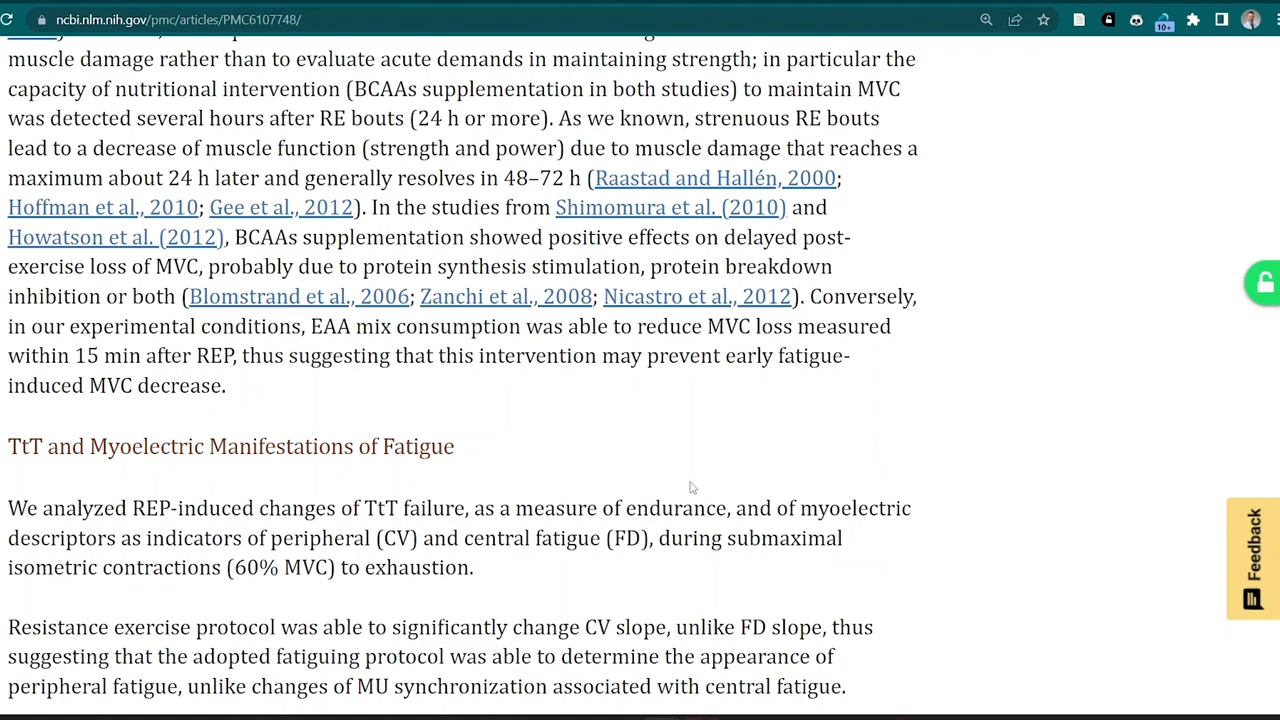 ncbi.nlm.nih.gov/pmc/articles/PMC6107748/
10+
muscle damage rather than to evaluate acute demands in maintaining strength; in particular the
capacity of nutritional intervention (BCAAs supplementation in both studies) to maintain MVC
was detected several hours after RE bouts (24 h or more). As we known, strenuous RE bouts
lead to a decrease of muscle function (strength and power) due to muscle damage that reaches a
maximum about 24 h later and generally resolves in 48–72 h (Raastad and Hallén, 2000;
Hoffman et al., 2010; Gee et al., 2012). In the studies from Shimomura et al. (2010) and
Howatson et al. (2012), BCAAs supplementation showed positive effects on delayed post-
exercise loss of MVC, probably due to protein synthesis stimulation, protein breakdown
inhibition or both (Blomstrand et al., 2006; Zanchi et al., 2008; Nicastro et al., 2012). Conversely,
in our experimental conditions, EAA mix consumption was able to reduce MVC loss measured
within 15 min after REP, thus suggesting that this intervention may prevent early fatigue-
induced MVC decrease.
TtT and Myoelectric Manifestations of Fatigue
We analyzed REP-induced changes of TtT failure, as a measure of endurance, and of myoelectric
descriptors as indicators of peripheral (CV) and central fatigue (FD), during submaximal
isometric contractions (60% MVC) to exhaustion.
Resistance exercise protocol was able to significantly change CV slope, unlike FD slope, thus
suggesting that the adopted fatiguing protocol was able to determine the appearance of
peripheral fatigue, unlike changes of MU synchronization associated with central fatigue.
Feedback